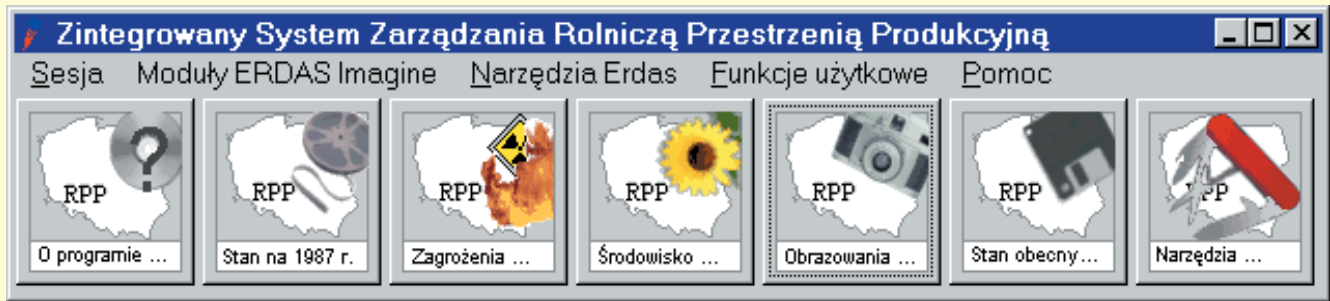 Zintegrowany System Zarządzania Rolniczą Przestrzenią Produkcyjną
Sesja Moduły ERDAS Imagine Narzędzia Erdas Funkcje użytkowe Pomoc
RPP RPP RPP RPP RPP RPP RPP
O programie ... Stan na 1987 r. Zagrożenia ... Środowisko ... Obrazowania ... Stan obecny... Narzędzia ...